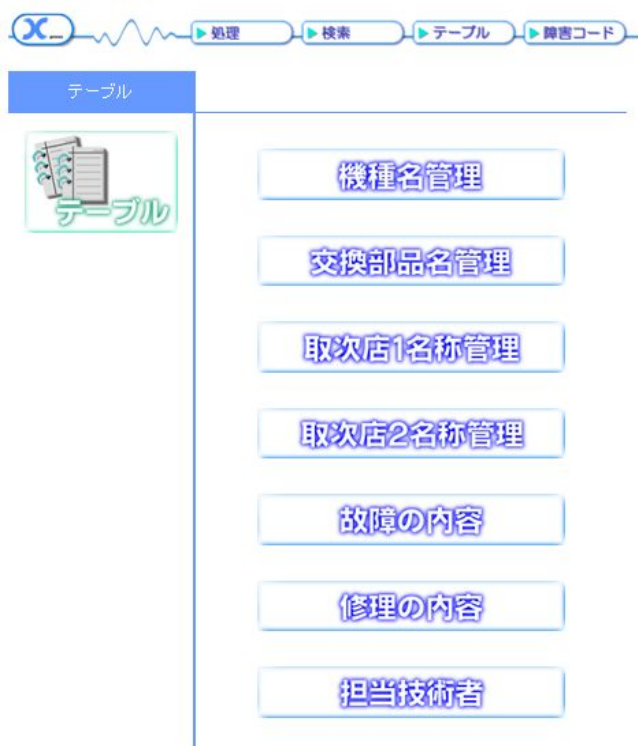 X
処理
検索
テーブル
障害コード
テーブル
テーブル
機種名管理
交換部品名管理
取次店1名称管理
取次店2名称管理
故障の内容
修理の内容
担当技術者